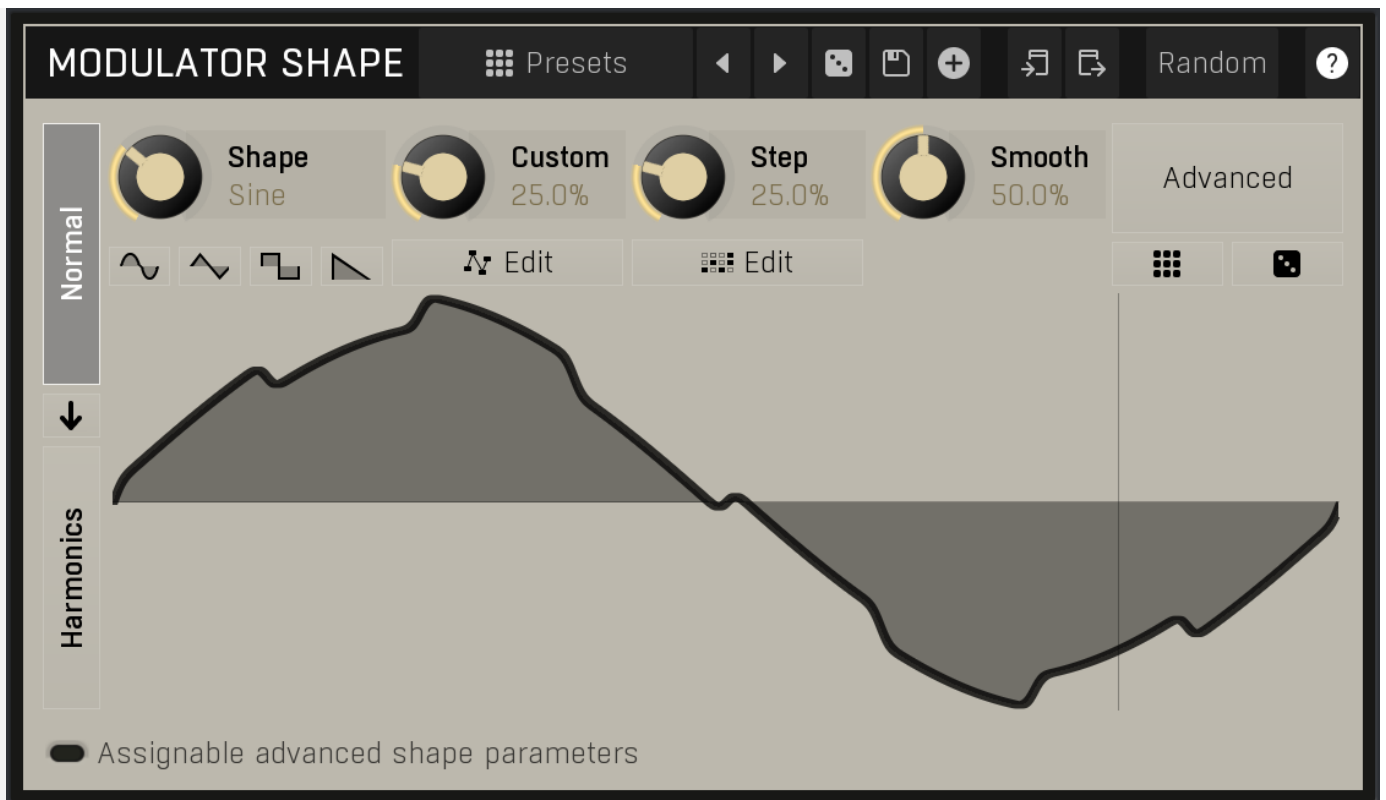 MODULATOR SHAPE
Presets
Random
?
Normal
Shape
Sine
Custom
25.0%
Step
25.0%
Smooth
50.0%
Advanced
Edit
Edit
Harmonics
Assignable advanced shape parameters